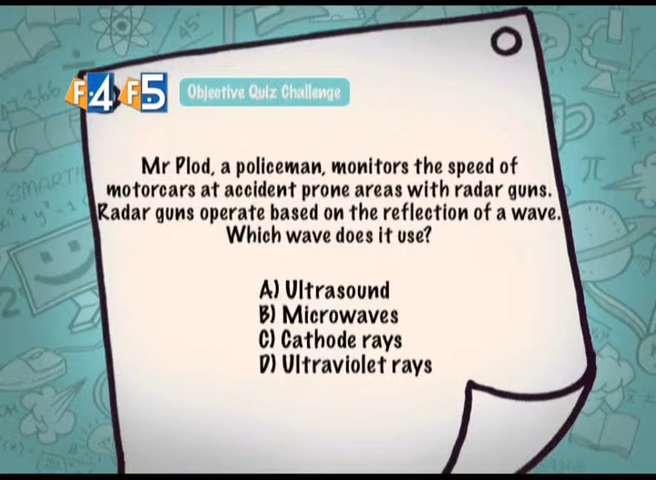 F4 F5 Objective Quiz Challenge
Mr Plod, a policeman, monitors the speed of
motorcars at accident prone areas with radar guns.
Radar guns operate based on the reflection of a wave.
Which wave does it use?
A) Ultrasound
B) Microwaves
C) Cathode rays
D) Ultraviolet rays
SMART!!
45°
π